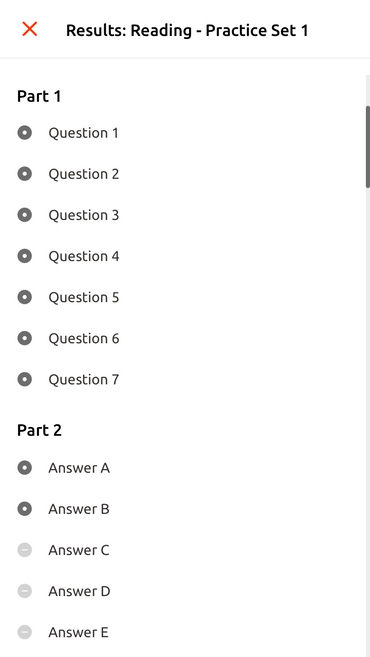 Results: Reading - Practice Set 1
Part 1
Question 1
Question 2
Question 3
Question 4
Question 5
Question 6
Question 7
Part 2
Answer A
Answer B
Answer C
Answer D
Answer E